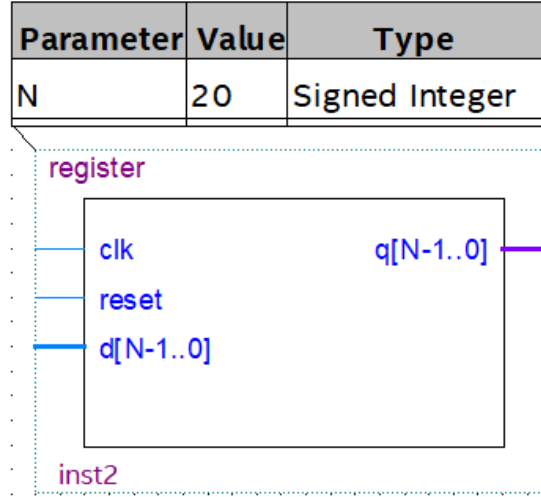 Parameter Value Type
N 20 Signed Integer
register
clk q[N-1..0]
reset
d[N-1..0]
inst2